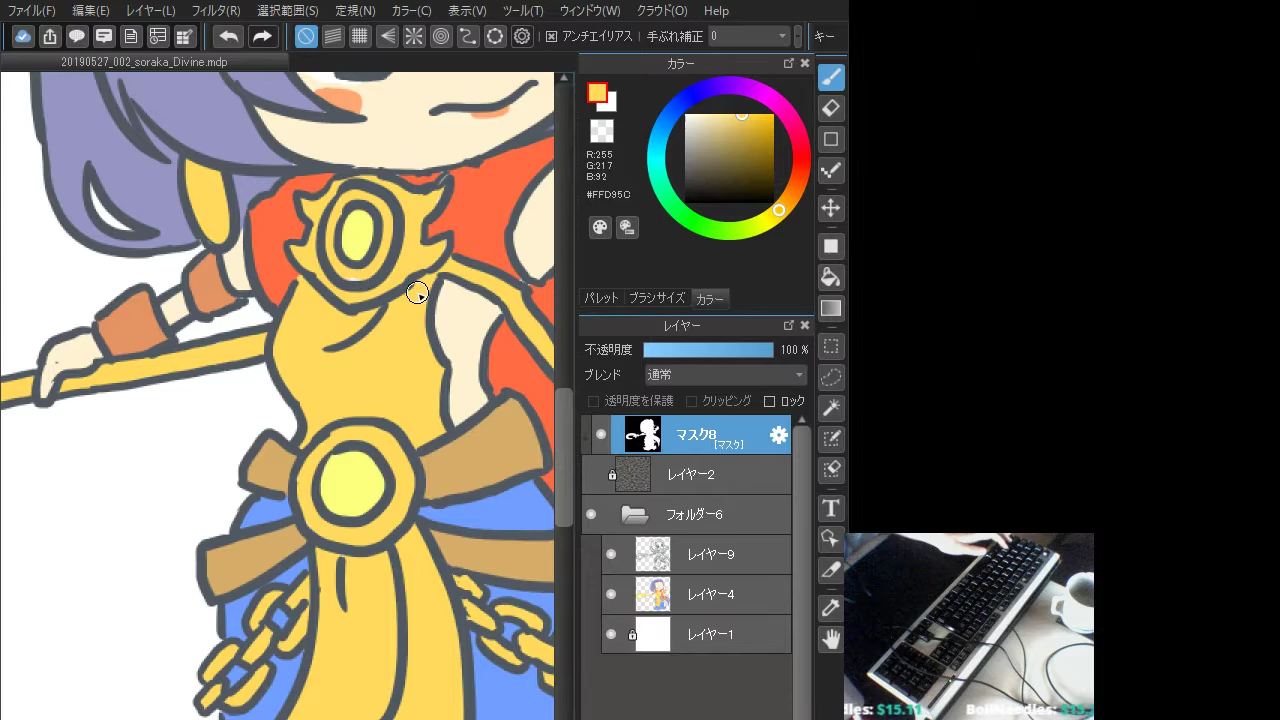 ファイル(F) 編集(E) レイヤー(L) フィルタ(R) 選択範囲(S) 定規(N) カラー(C) 表示(V) ツール(T) ウィンドウ(W) クラウド(O) Help
アンチエイリアス 手ぶれ補正 0 キー
20190527_002_soraka_Divine.mdp
カラー
R:255
G:217
B:92
#FFD95C
パレット ブラシサイズ カラー
レイヤー
不透明度 100 %
ブレンド 通常
透明度を保護 クリッピング ロック
マスク8
[マスク]
レイヤー2
フォルダー6
レイヤー9
レイヤー4
レイヤー1
T
dles: $15.11